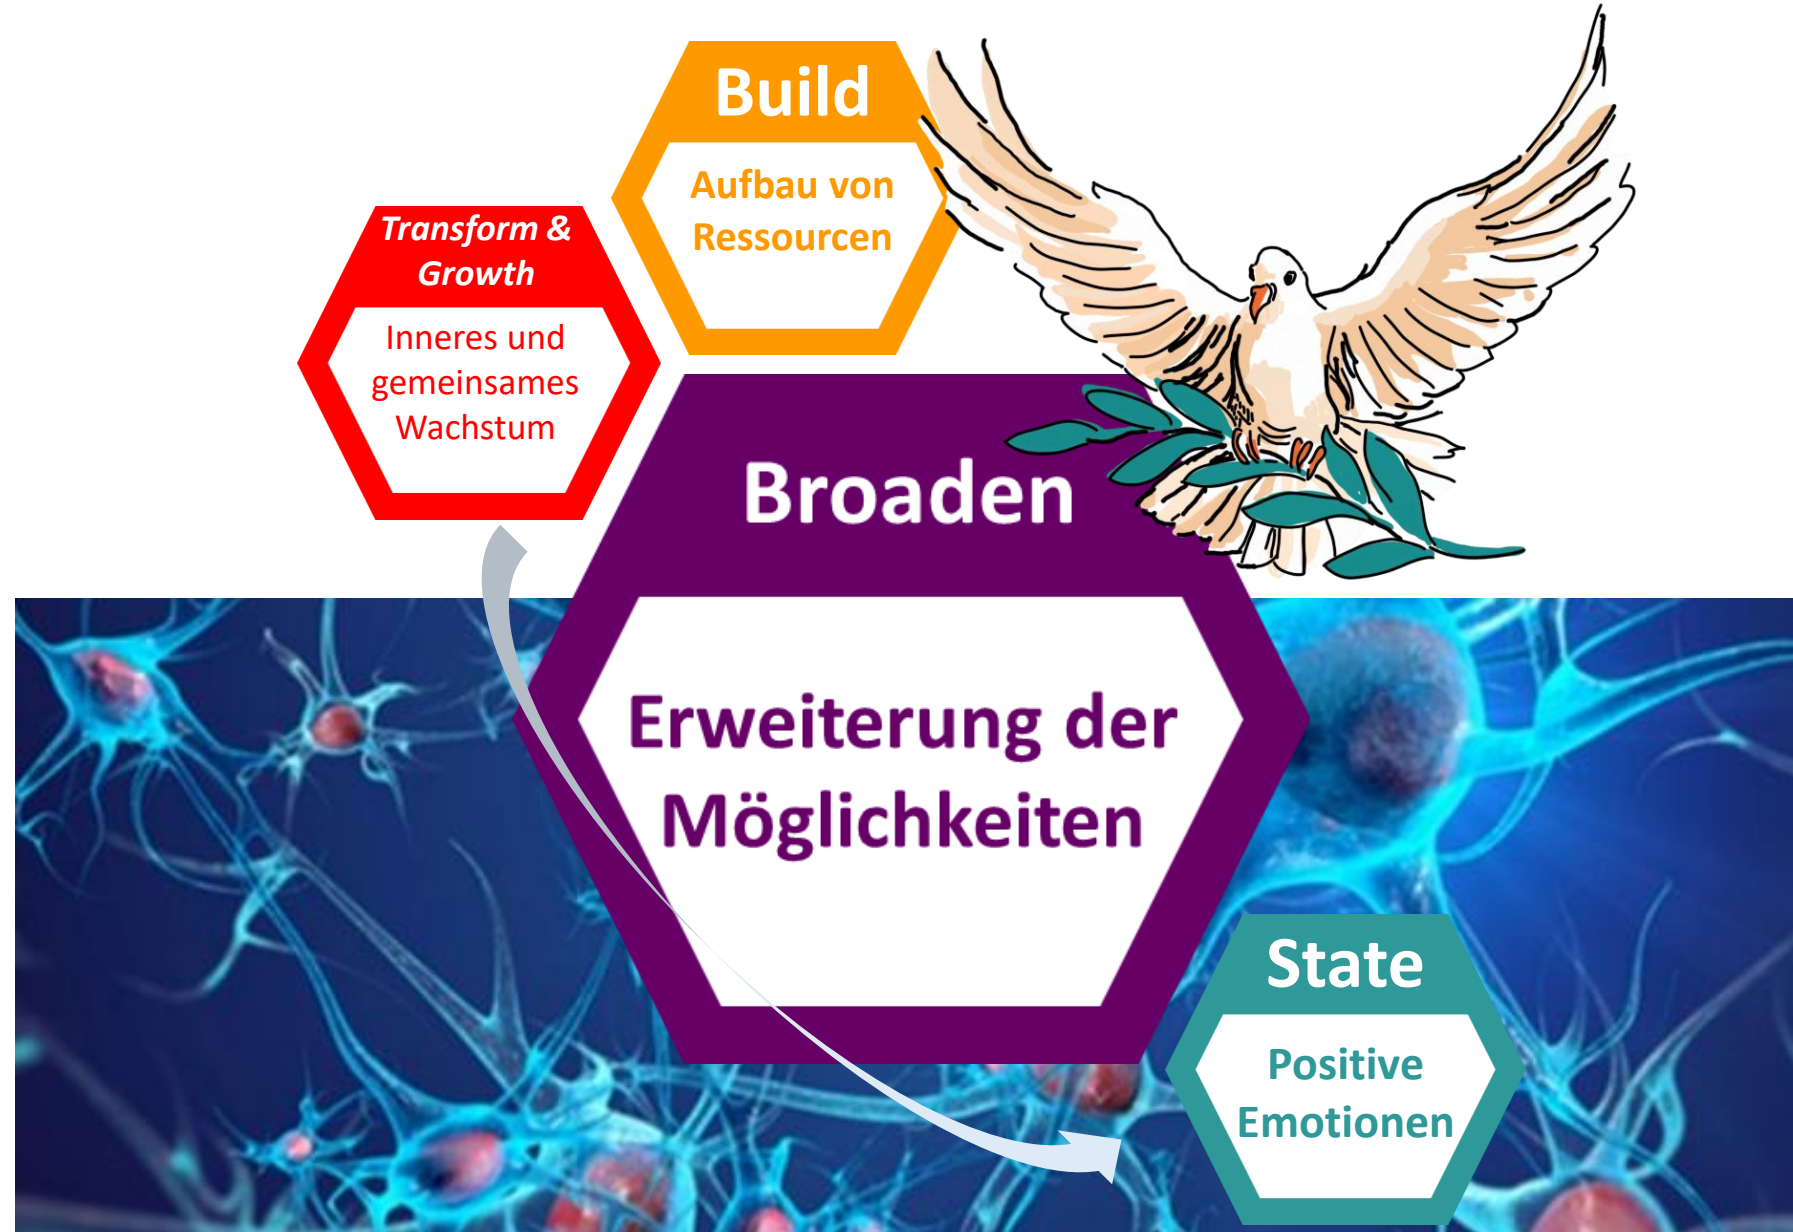 Build
Aufbau von
Ressourcen
Transform &
Growth
Inneres und
gemeinsames
Wachstum
Broaden
Erweiterung der
Möglichkeiten
State
Positive
Emotionen